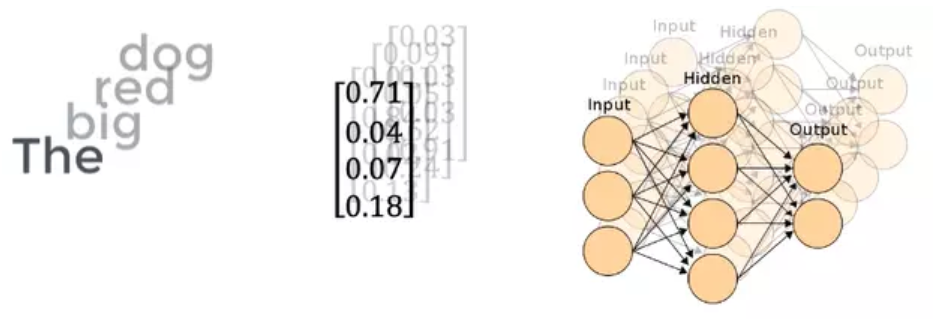 The
big
red
dog
[0.71]
0.04
0.07
[0.18]
[0.03]
Input
Hidden
Output
Input
Hidden
Output
Input
Hidden
Output
Input
Output